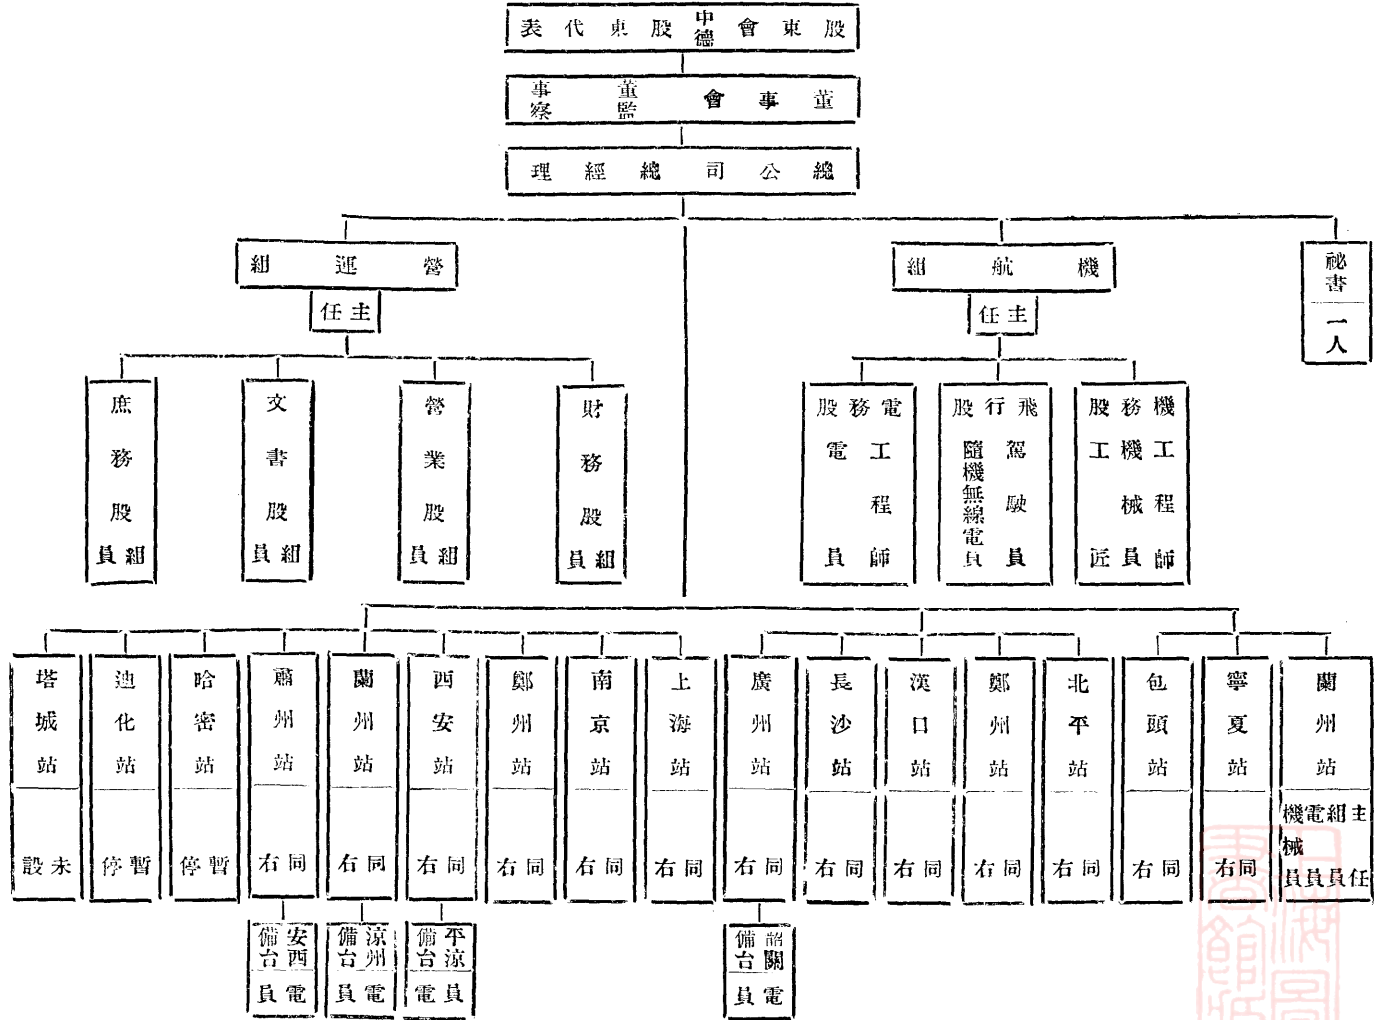 股東會中德股東代表
董事會董事監察
總公司總經理
祕書一人
機航組
主任
營運組
主任
機務股
工程師
機械員
機工匠
飛行股
駕駛員
隨機無線電員
電務股
工程師
電員
財務股
組員
營業股
組員
文書股
組員
庶務股
組員
蘭州站
主任
組員
電員
機械員
寧夏站
同右
包頭站
同右
北平站
同右
鄭州站
同右
漢口站
同右
長沙站
同右
廣州站
同右
上海站
同右
南京站
同右
鄭州站
同右
西安站
同右
蘭州站
同右
肅州站
同右
哈密站
暫停
迪化站
暫停
塔城站
未設
韶關備台
電員
平涼備台
員電
涼州備台
電員
安西備台
電員